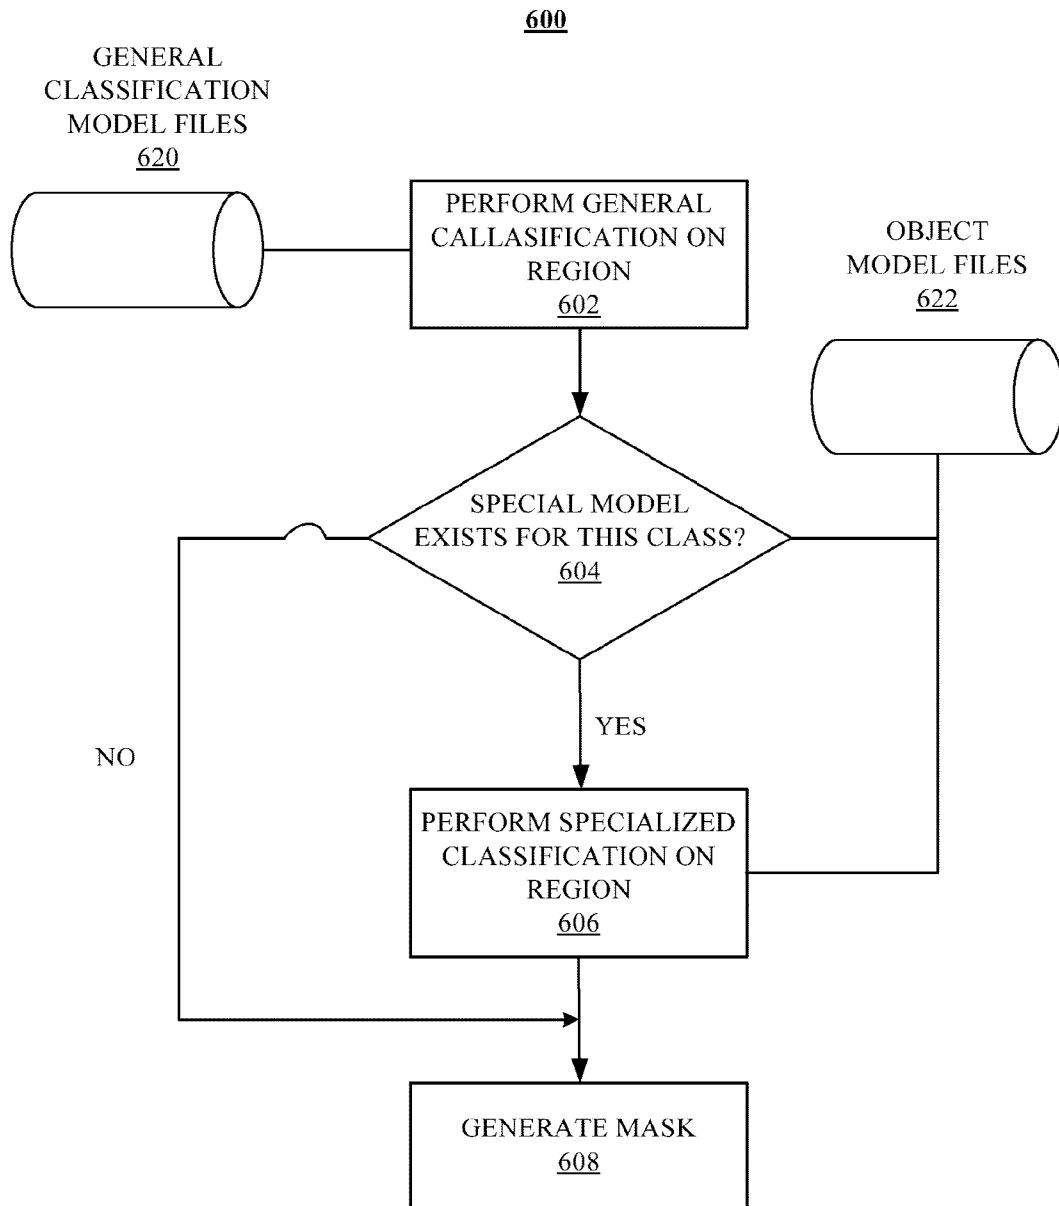 600
GENERAL
CLASSIFICATION
MODEL FILES
620
PERFORM GENERAL
CALLASIFICATION ON
REGION
602
OBJECT
MODEL FILES
622
SPECIAL MODEL
EXISTS FOR THIS CLASS?
604
YES
NO
PERFORM SPECIALIZED
CLASSIFICATION ON
REGION
606
GENERATE MASK
608